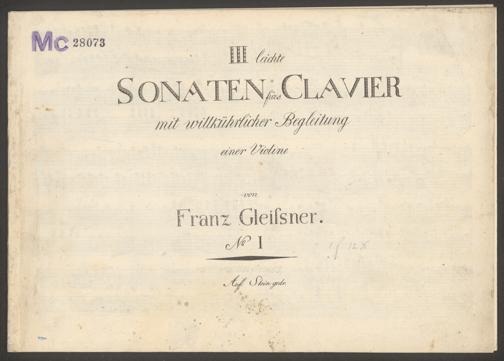 Mc 28073
III leichte
SONATEN fürs CLAVIER
mit willkührlicher Begleitung
einer Violine
von
Franz Gleiſsner.
No I
Auf Stein gedr.